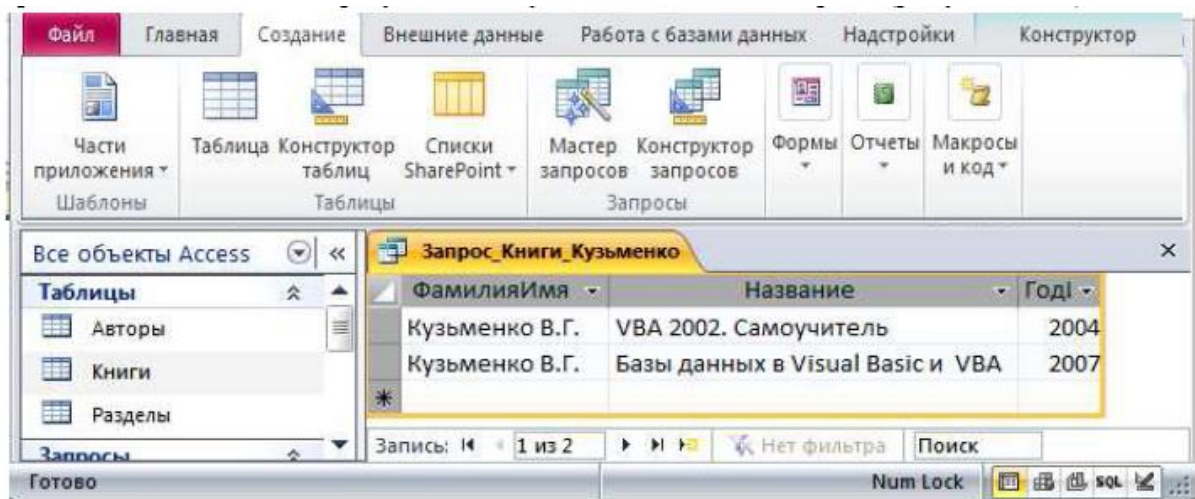 Файл Главная Создание Внешние данные Работа с базами данных Надстройки Конструктор
Части приложения
Таблица
Конструктор таблиц
Списки SharePoint
Мастер запросов
Конструктор запросов
Формы
Отчеты
Макросы и код
Шаблоны Таблицы Запросы
Все объекты Access «
Таблицы
Авторы
Книги
Разделы
Запросы
Запрос_Книги_Кузьменко
ФамилияИмя Название ГодI
Кузьменко В.Г. VBA 2002. Самоучитель 2004
Кузьменко В.Г. Базы данных в Visual Basic и VBA 2007
Запись: 1 из 2 Нет фильтра Поиск
Готово Num Lock SQL